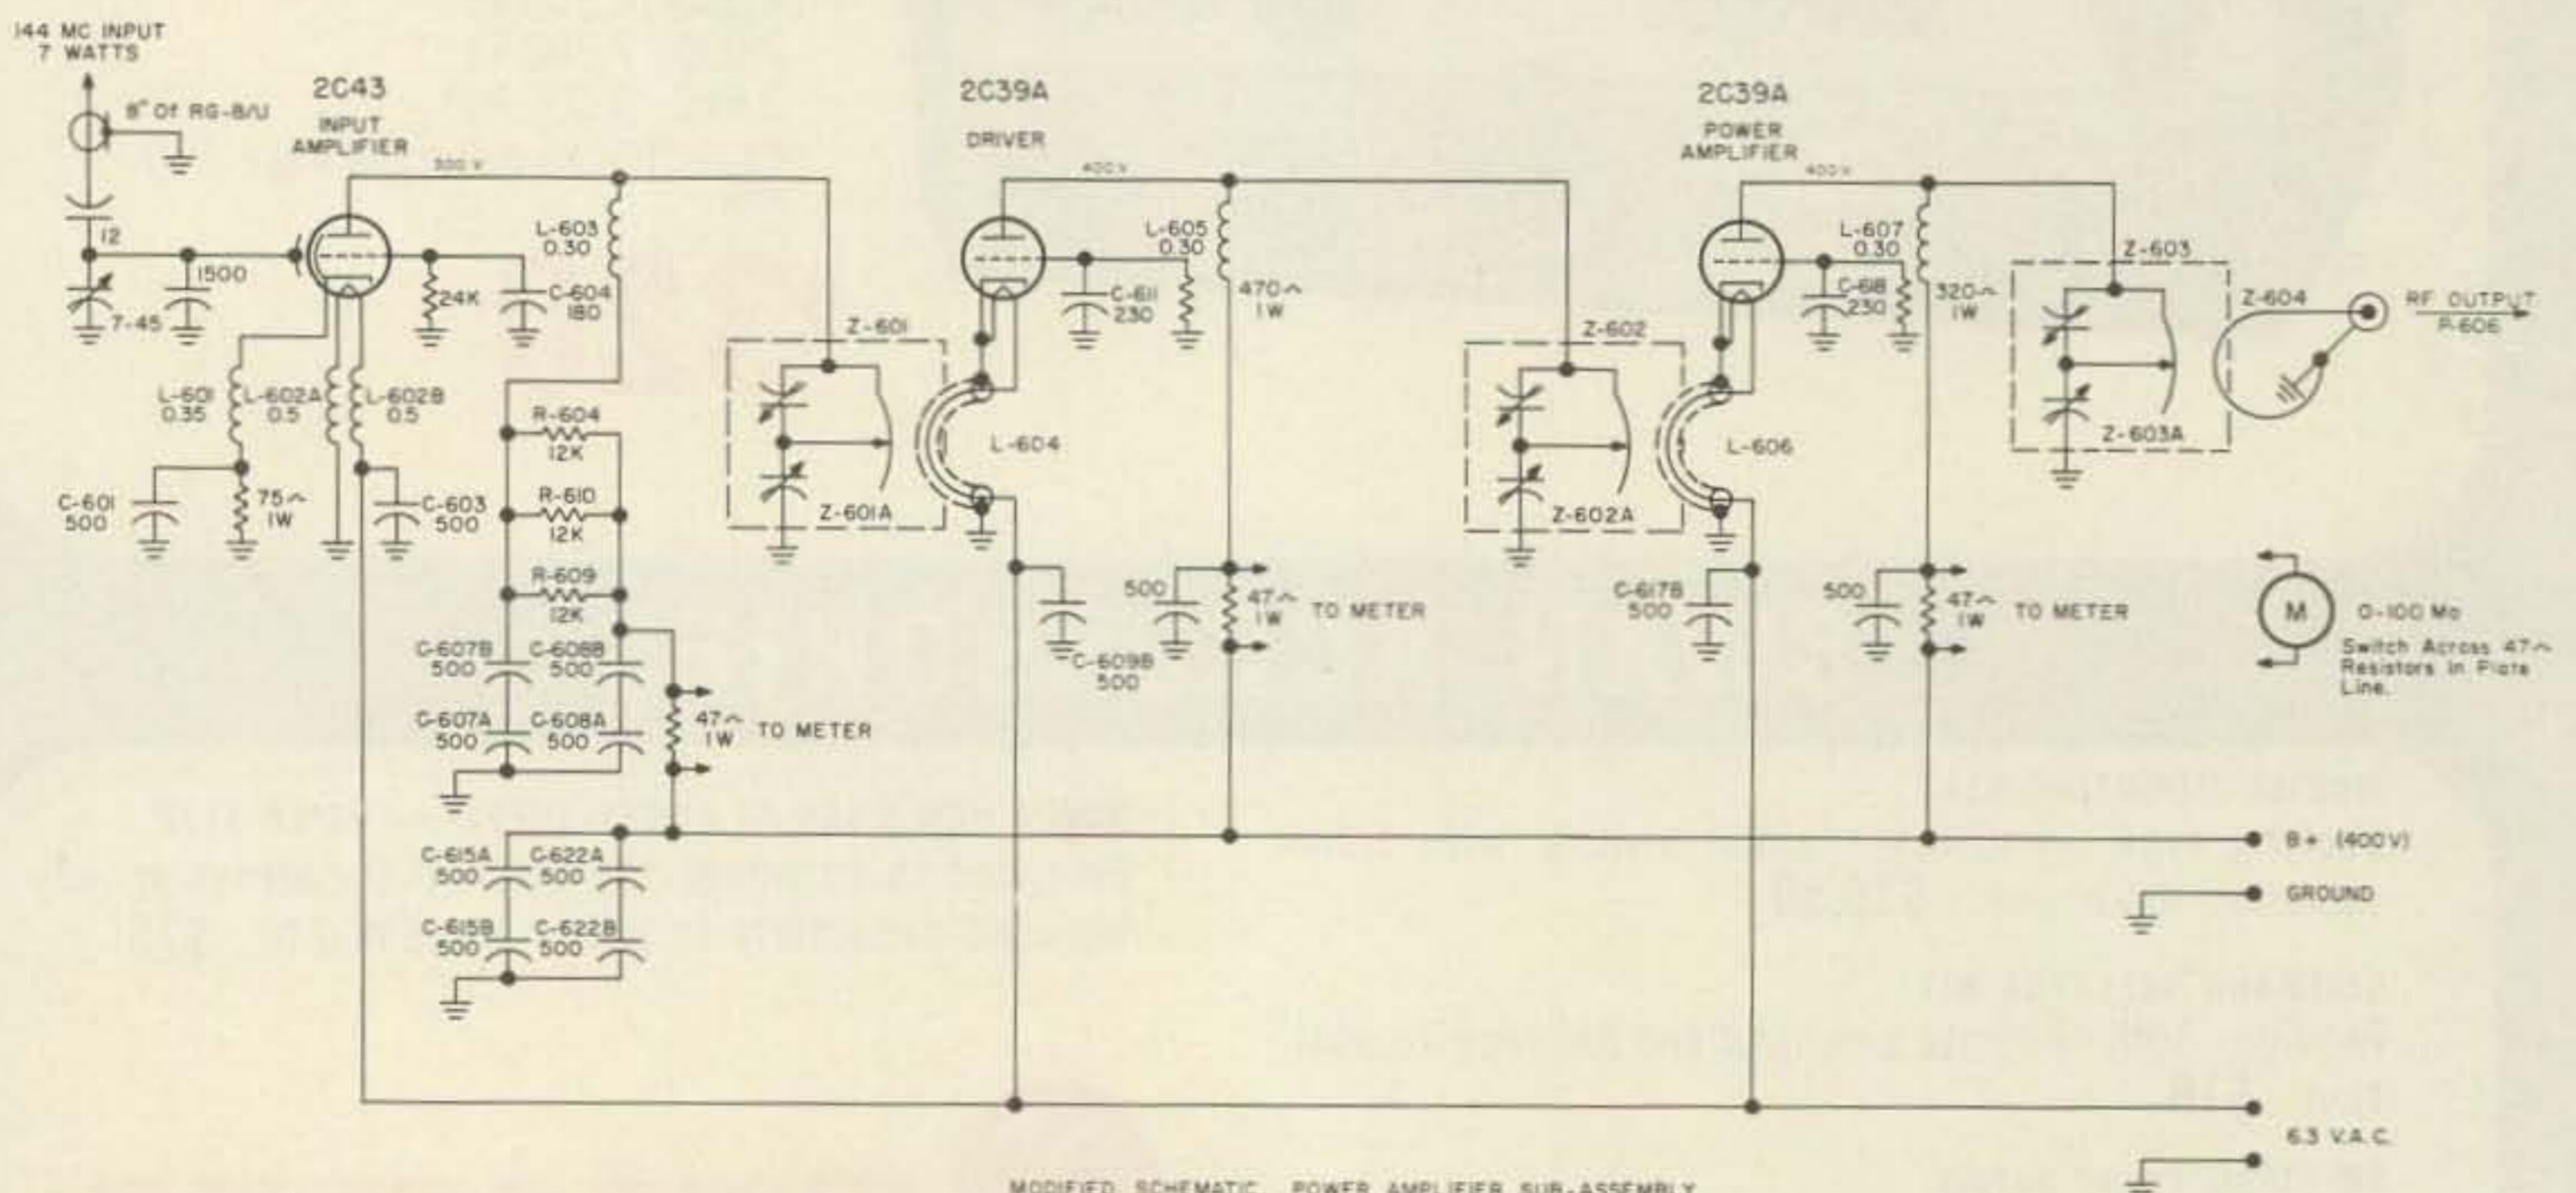 144 MC INPUT
7 WATTS
8" Of RG-8/U
2C43
INPUT
AMPLIFIER
300 V
12
1500
7-45
24K
C-604
180
L-603
0.30
L-601
0.35
L-602A
0.5
L-602B
0.5
C-601
500
75~
1W
C-603
500
R-604
12K
R-610
12K
R-609
12K
C-607B
500
C-608B
500
C-607A
500
C-608A
500
47~
1W
TO METER
C-615A
500
C-622A
500
C-615B
500
C-622B
500
2C39A
DRIVER
400 V
Z-601
Z-601A
L-604
C-611
230
L-605
0.30
470~
1W
C-609B
500
500
47~
1W
TO METER
2C39A
POWER
AMPLIFIER
400 V
Z-602
Z-602A
L-606
C-618
230
L-607
0.30
320~
1W
C-617B
500
500
47~
1W
TO METER
Z-603
Z-603A
Z-604
RF OUTPUT
P-606
M
0-100 Ma
Switch Across 47~
Resistors In Plate
Line.
B+ (400V)
GROUND
6.3 V.A.C.
MODIFIED SCHEMATIC, POWER AMPLIFIER SUB-ASSEMBLY